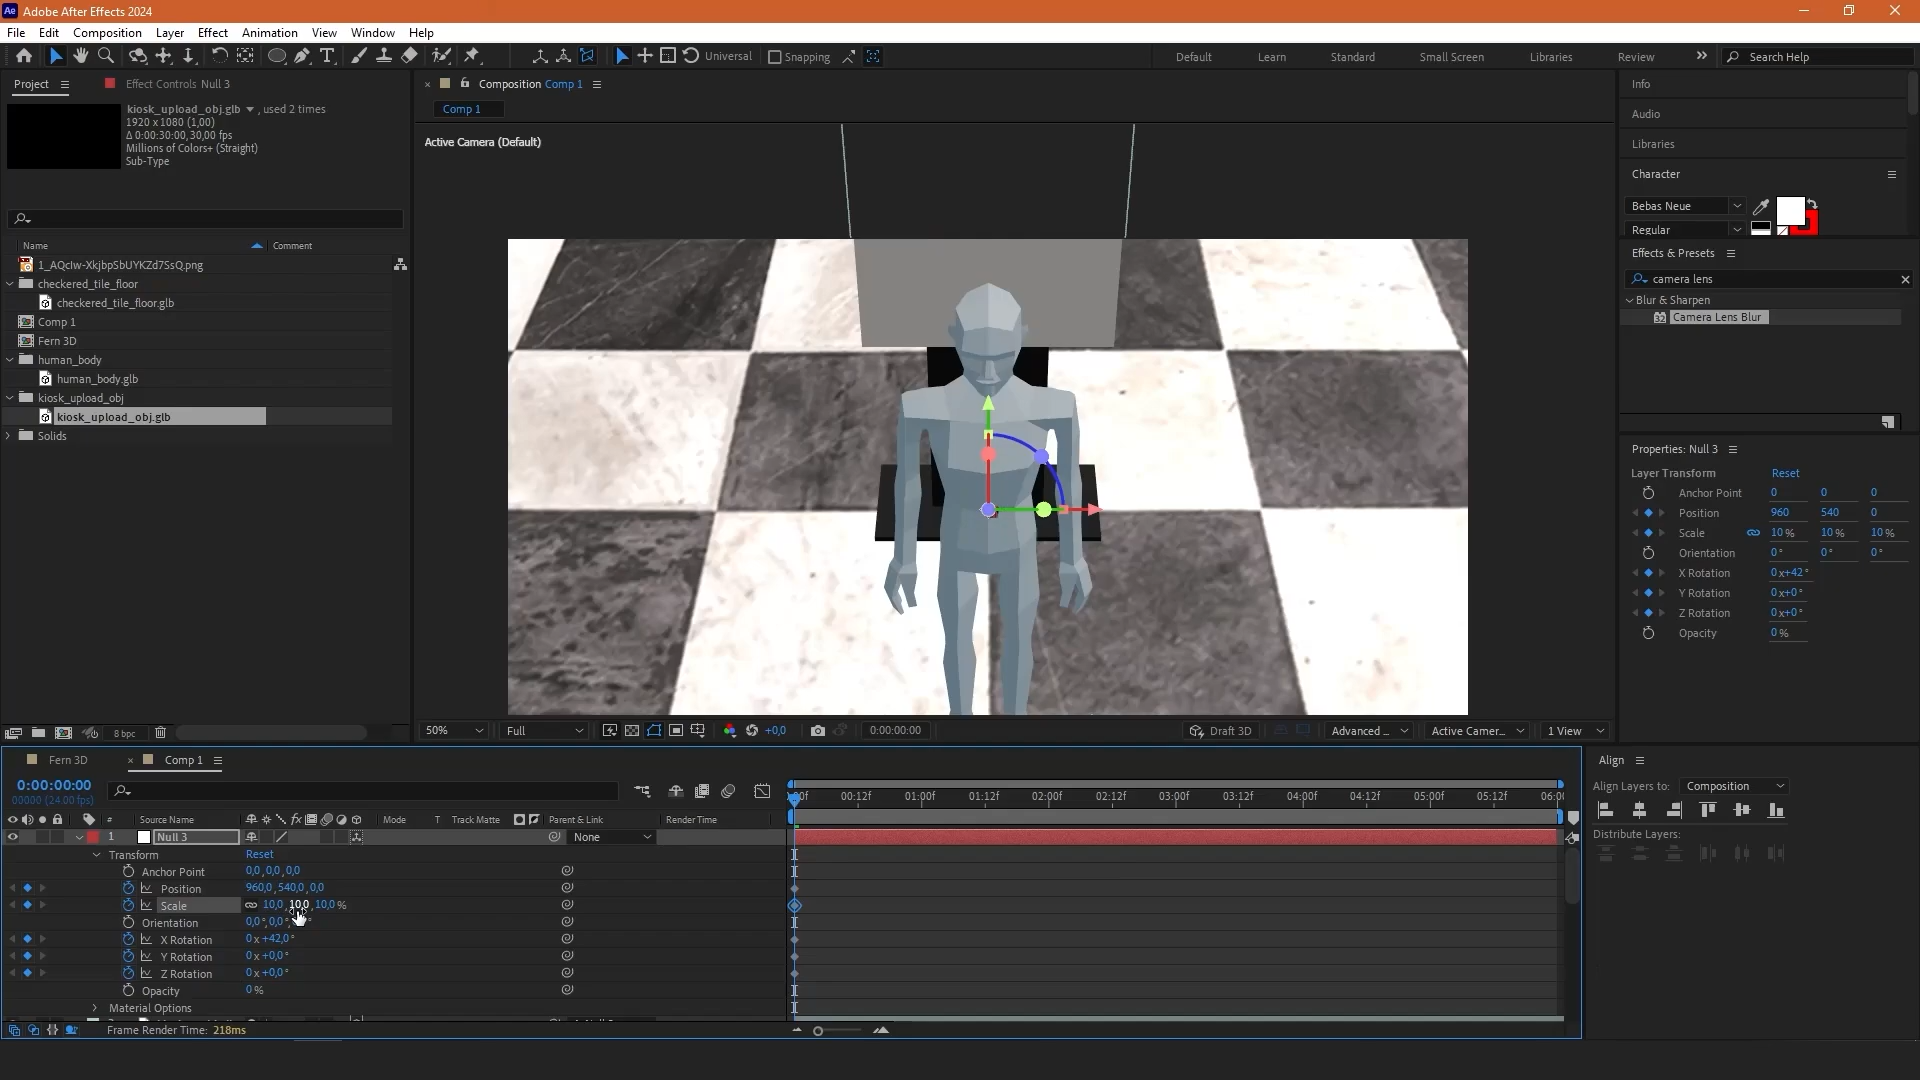 Ae Adobe After Effects 2024
File Edit Composition Layer Effect Animation View Window Help
Universal Snapping Default Learn Standard Small Screen Libraries Review Search Help
Project Effect Controls Null 3
kiosk_upload_obj.glb , used 2 times
1920 x 1080 (1,00)
Δ 0:00:30:00, 30,00 fps
Millions of Colors+ (Straight)
Sub-Type
Name Comment
1_AQcIw-XkjbpSbUYKZd7SsQ.png
checkered_tile_floor
checkered_tile_floor.glb
Comp 1
Fern 3D
human_body
human_body.glb
kiosk_upload_obj
kiosk_upload_obj.glb
Solids
8 bpc
Composition Comp 1
Comp 1
Active Camera (Default)
50% Full +0,0 0:00:00:00 Draft 3D Advanced ... Active Camer... 1 View
Info
Audio
Libraries
Character
Bebas Neue
Regular
Effects & Presets
camera lens
Blur & Sharpen
32 Camera Lens Blur
Properties: Null 3
Layer Transform Reset
Anchor Point 0 0 0
Position 960 540 0
Scale 10 % 10 % 10 %
Orientation 0° 0° 0°
X Rotation 0x+42°
Y Rotation 0x+0°
Z Rotation 0x+0°
Opacity 0 %
Fern 3D Comp 1
0:00:00:00
00000 (24.00 fps)
:00f 00:12f 01:00f 01:12f 02:00f 02:12f 03:00f 03:12f 04:00f 04:12f 05:00f 05:12f 06:00
# Source Name fx Mode T Track Matte Parent & Link Render Time
1 Null 3 None
Transform Reset
Anchor Point 0,0,0,0,0,0
Position 960,0,540,0,0,0
Scale 10,0,10,0,10,0 %
Orientation 0,0°,0,0°
X Rotation 0 x +42,0°
Y Rotation 0 x +0,0°
Z Rotation 0 x +0,0°
Opacity 0 %
Material Options
Frame Render Time: 218ms
Align
Align Layers to: Composition
Distribute Layers: